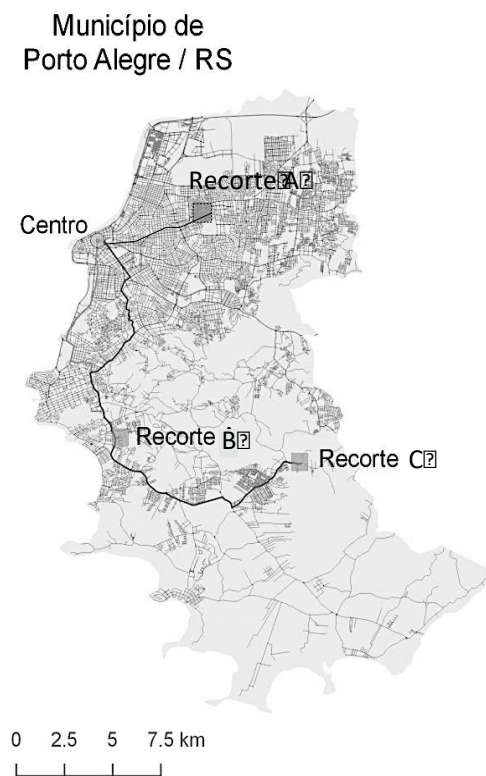 Município de
Porto Alegre / RS
Recorte A
Centro
Recorte B
Recorte C
0 2.5 5 7.5 km